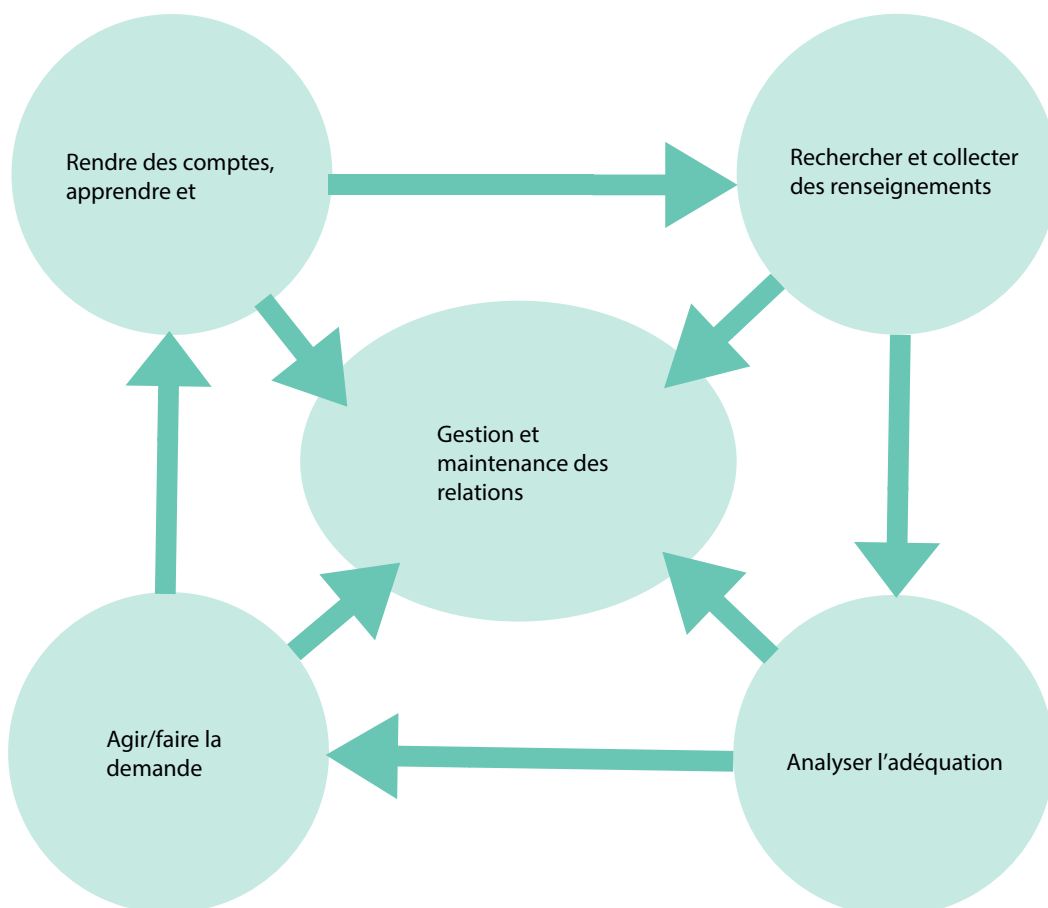 Rendre des comptes,
apprendre et
Rechercher et collecter
des renseignements
Gestion et
maintenance des
relations
Agir/faire la
demande
Analyser l’adéquation